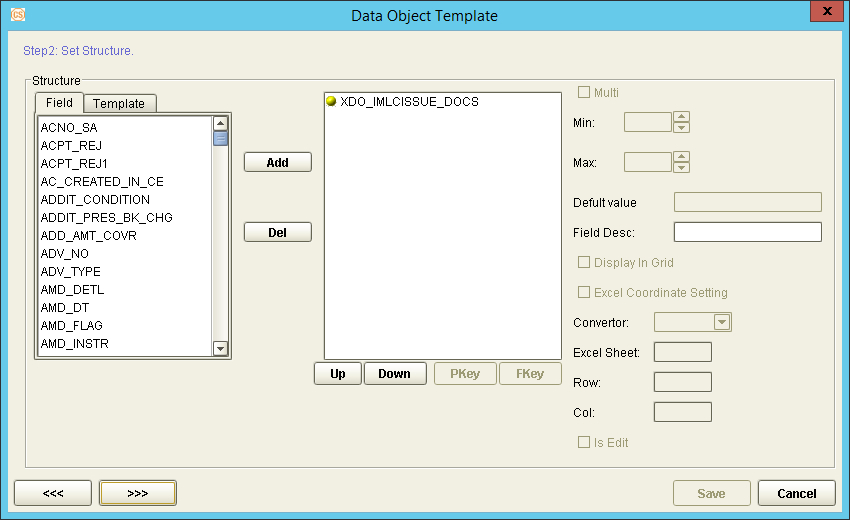 CS
Data Object Template
X
Step2: Set Structure.
Structure
Field
Template
ACNO_SA
ACPT_REJ
ACPT_REJ1
AC_CREATED_IN_CE
ADDIT_CONDITION
ADDIT_PRES_BK_CHG
ADD_AMT_COVR
ADV_NO
ADV_TYPE
AMD_DETL
AMD_DT
AMD_FLAG
AMD_INSTR
Add
Del
XDO_IMLCISSUE_DOCS
Up
Down
PKey
FKey
Multi
Min:
Max:
Defult value
Field Desc:
Display In Grid
Excel Coordinate Setting
Convertor:
Excel Sheet:
Row:
Col:
Is Edit
<<<
>>>
Save
Cancel